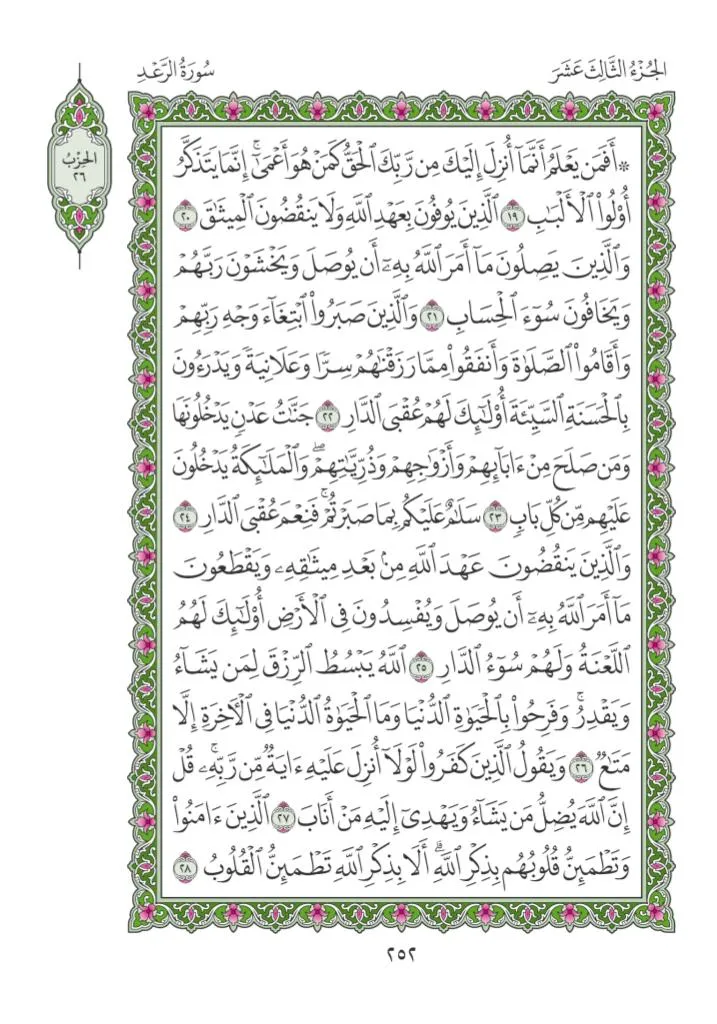 الجُزْءُ الثَّالِثَ عَشَرَ
سُورَةُ الرَّعْدِ
الحِزْبُ
٢٦
۞ أَفَمَن يَعْلَمُ أَنَّمَآ أُنزِلَ إِلَيْكَ مِن رَّبِّكَ ٱلْحَقُّ كَمَنْ هُوَ أَعْمَىٰٓۚ إِنَّمَا يَتَذَكَّرُ
أُوْلُواْ ٱلْأَلْبَٰبِ ١٩ ٱلَّذِينَ يُوفُونَ بِعَهْدِ ٱللَّهِ وَلَا يَنقُضُونَ ٱلْمِيثَٰقَ ٢٠
وَٱلَّذِينَ يَصِلُونَ مَآ أَمَرَ ٱللَّهُ بِهِۦٓ أَن يُوصَلَ وَيَخْشَوْنَ رَبَّهُمْ
وَيَخَافُونَ سُوٓءَ ٱلْحِسَابِ ٢١ وَٱلَّذِينَ صَبَرُواْ ٱبْتِغَآءَ وَجْهِ رَبِّهِمْ
وَأَقَامُواْ ٱلصَّلَوٰةَ وَأَنفَقُواْ مِمَّا رَزَقْنَٰهُمْ سِرًّا وَعَلَانِيَةً وَيَدْرَءُونَ
بِٱلْحَسَنَةِ ٱلسَّيِّئَةَ أُوْلَٰٓئِكَ لَهُمْ عُقْبَى ٱلدَّارِ ٢٢ جَنَّٰتُ عَدْنٍ يَدْخُلُونَهَا
وَمَن صَلَحَ مِنْ ءَابَآئِهِمْ وَأَزْوَٰجِهِمْ وَذُرِّيَّٰتِهِمْۖ وَٱلْمَلَٰٓئِكَةُ يَدْخُلُونَ
عَلَيْهِم مِّن كُلِّ بَابٍ ٢٣ سَلَٰمٌ عَلَيْكُم بِمَا صَبَرْتُمْۚ فَنِعْمَ عُقْبَى ٱلدَّارِ ٢٤
وَٱلَّذِينَ يَنقُضُونَ عَهْدَ ٱللَّهِ مِنۢ بَعْدِ مِيثَٰقِهِۦ وَيَقْطَعُونَ
مَآ أَمَرَ ٱللَّهُ بِهِۦٓ أَن يُوصَلَ وَيُفْسِدُونَ فِي ٱلْأَرْضِ أُوْلَٰٓئِكَ لَهُمُ
ٱللَّعْنَةُ وَلَهُمْ سُوٓءُ ٱلدَّارِ ٢٥ ٱللَّهُ يَبْسُطُ ٱلرِّزْقَ لِمَن يَشَآءُ
وَيَقْدِرُۚ وَفَرِحُواْ بِٱلْحَيَوٰةِ ٱلدُّنْيَا وَمَا ٱلْحَيَوٰةُ ٱلدُّنْيَا فِي ٱلْأٓخِرَةِ إِلَّا
مَتَٰعٌ ٢٦ وَيَقُولُ ٱلَّذِينَ كَفَرُواْ لَوْلَآ أُنزِلَ عَلَيْهِ ءَايَةٌ مِّن رَّبِّهِۦۚ قُلْ
إِنَّ ٱللَّهَ يُضِلُّ مَن يَشَآءُ وَيَهْدِيٓ إِلَيْهِ مَنْ أَنَابَ ٢٧ ٱلَّذِينَ ءَامَنُواْ
وَتَطْمَئِنُّ قُلُوبُهُم بِذِكْرِ ٱللَّهِۗ أَلَا بِذِكْرِ ٱللَّهِ تَطْمَئِنُّ ٱلْقُلُوبُ ٢٨
٢٥٢